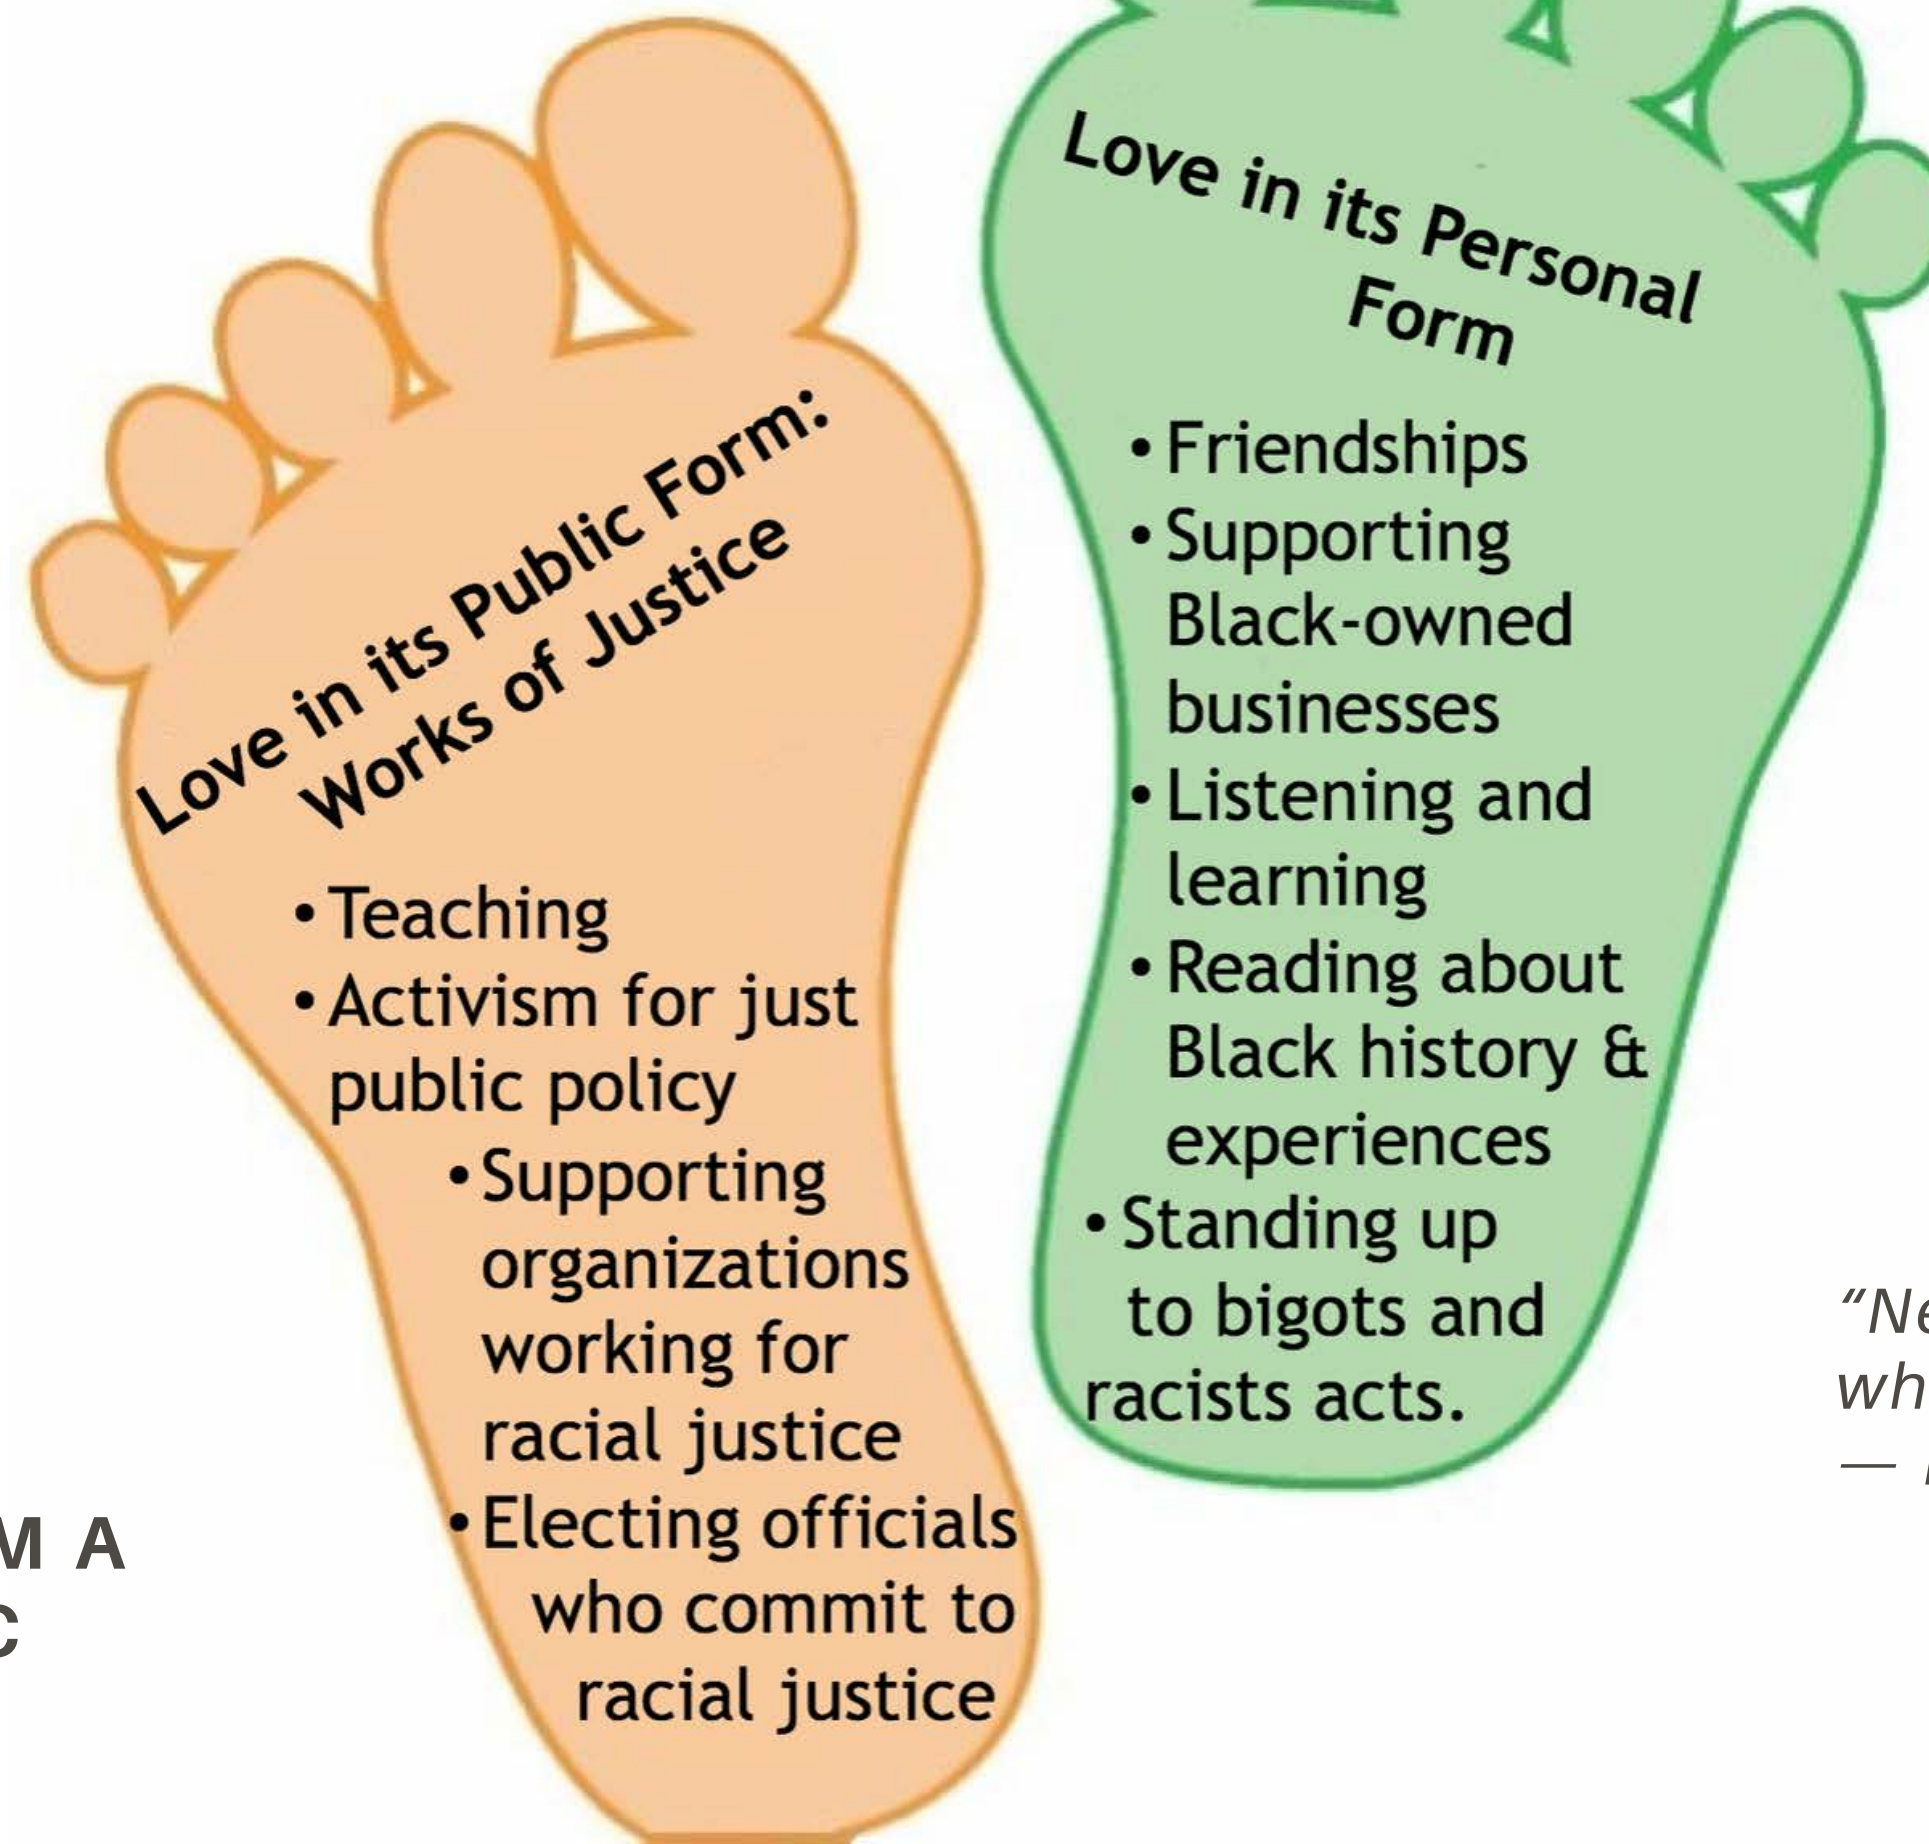 Love in its Public Form:
Works of Justice
• Teaching
• Activism for just
public policy
• Supporting
organizations
working for
racial justice
• Electing officials
who commit to
racial justice
Love in its Personal
Form
• Friendships
• Supporting
Black-owned
businesses
• Listening and
learning
• Reading about
Black history &
experiences
• Standing up
to bigots and
racists acts.
M A
C